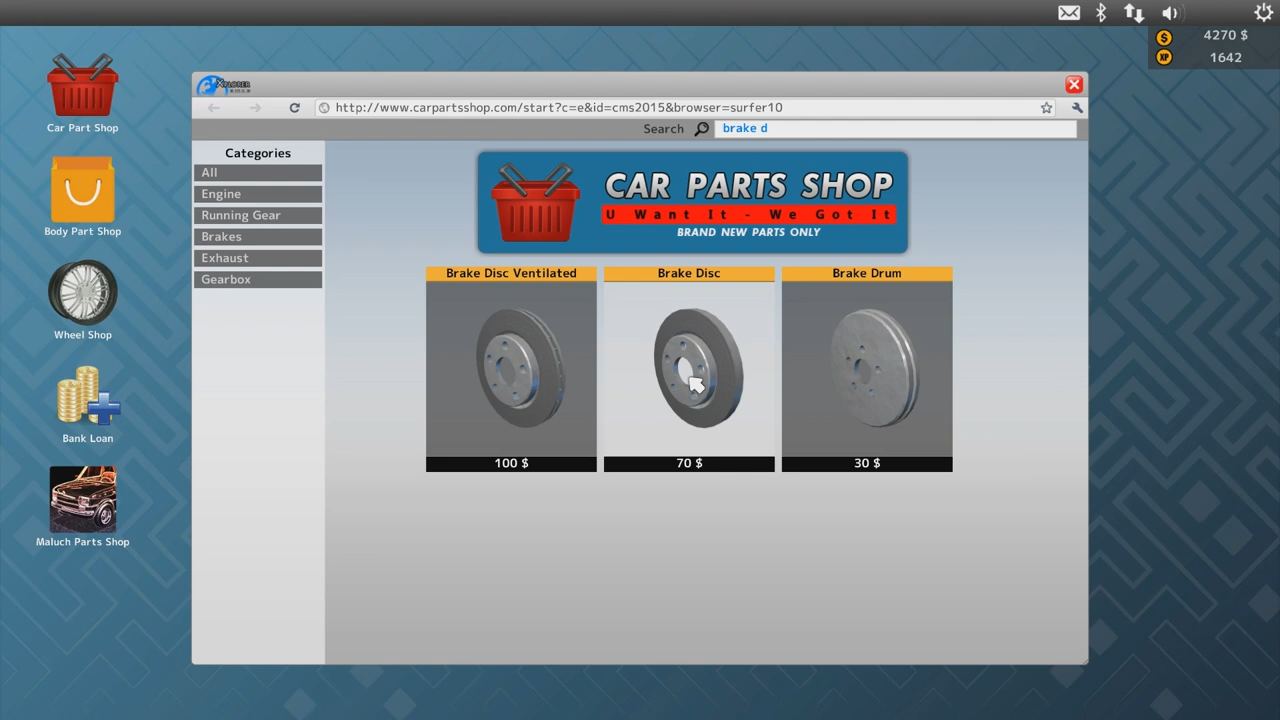 $ 4270 $
XP 1642
Car Part Shop
Body Part Shop
Wheel Shop
Bank Loan
Maluch Parts Shop
XPLORER
http://www.carpartsshop.com/start?c=e&id=cms2015&browser=surfer10
Search brake d
Categories
All
Engine
Running Gear
Brakes
Exhaust
Gearbox
CAR PARTS SHOP
U Want It - We Got It
BRAND NEW PARTS ONLY
Brake Disc Ventilated
100 $
Brake Disc
70 $
Brake Drum
30 $